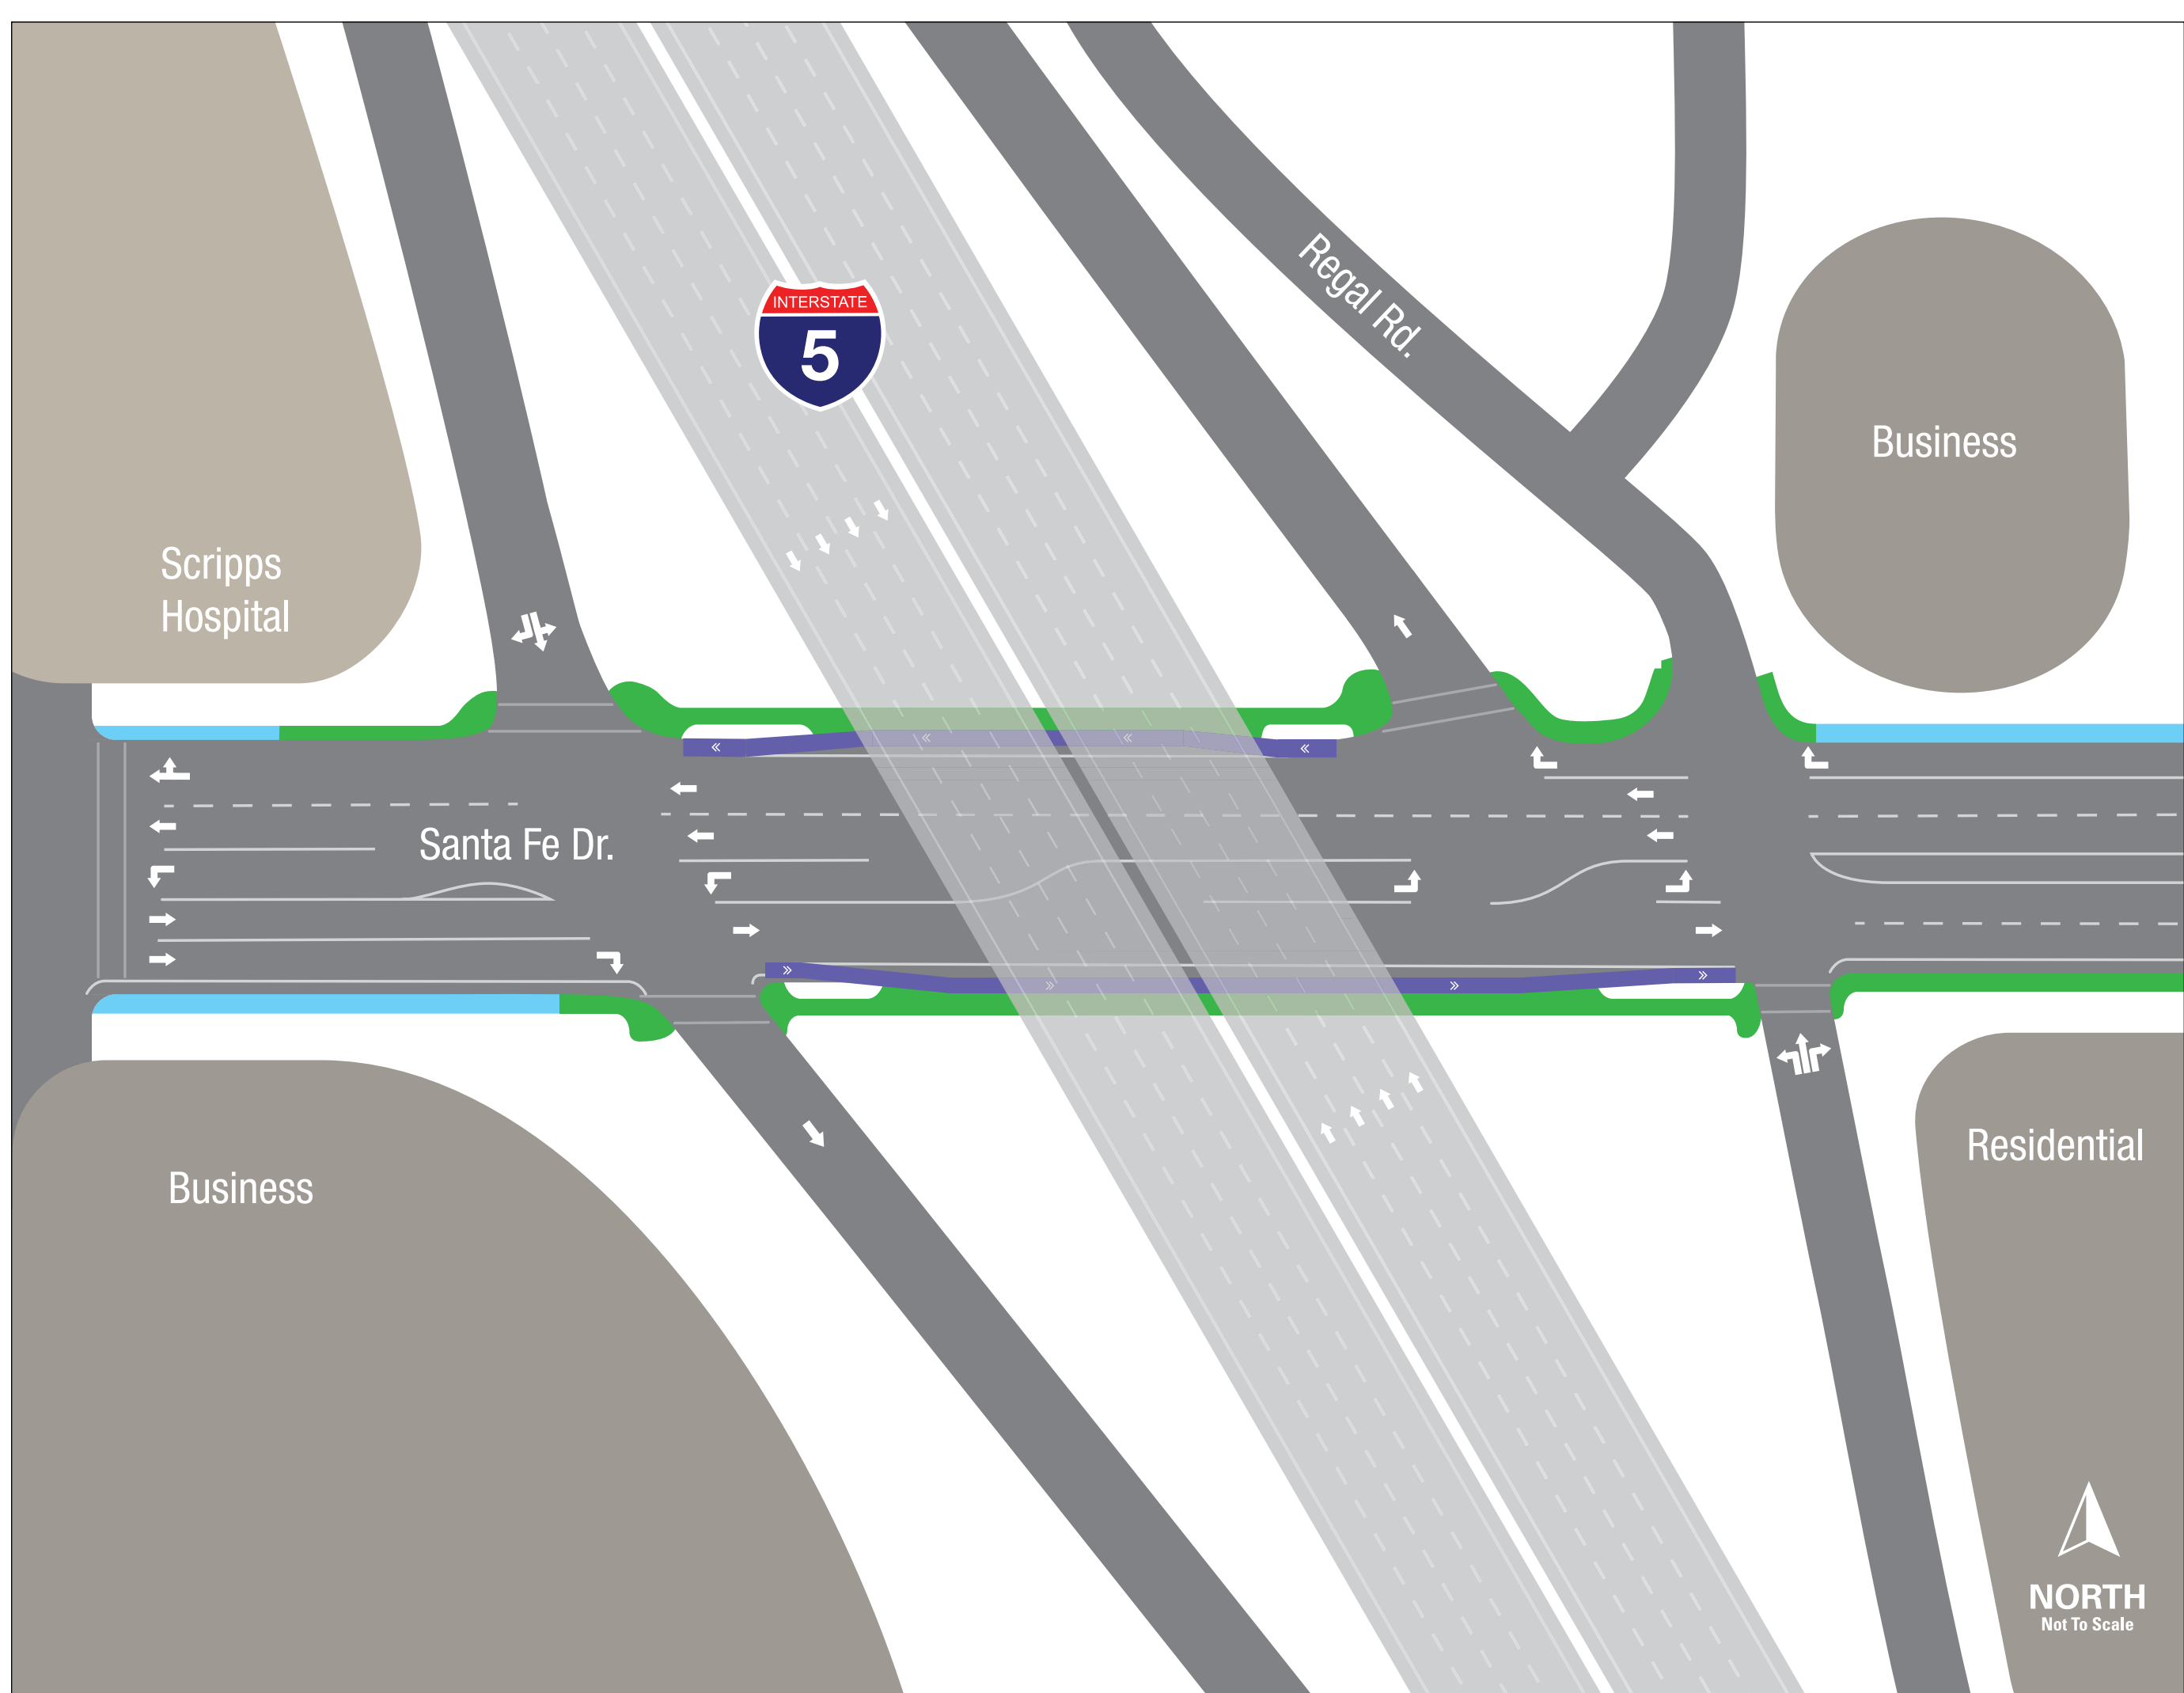 INTERSTATE
5
Regal Rd.
Business
Scripps
Hospital
Santa Fe Dr.
Business
Residential
NORTH
Not To Scale